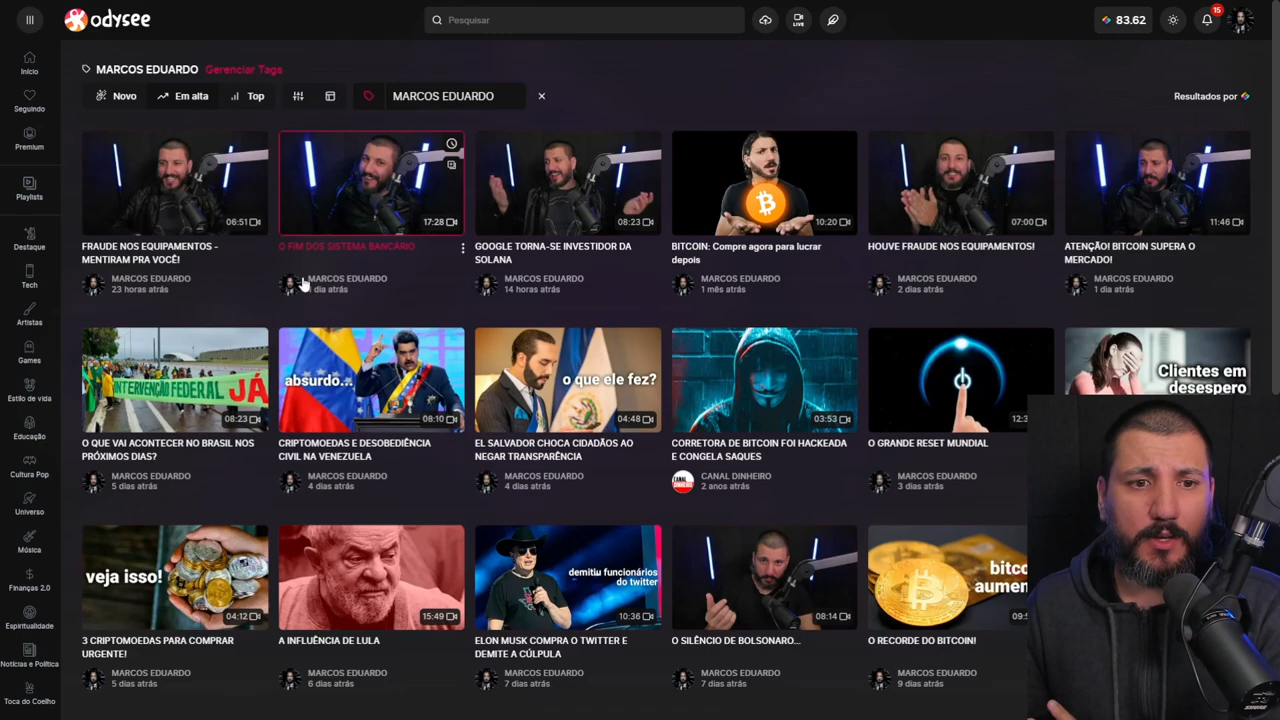 odysee
Pesquisar
LIVE
83.62
15
Início
Seguindo
Premium
Playlists
Destaque
Tech
Artistas
Games
Estilo de vida
Educação
Cultura Pop
Universo
Música
Finanças 2.0
Espiritualidade
Notícias e Política
Toca do Coelho
MARCOS EDUARDO Gerenciar Tags
Novo Em alta Top MARCOS EDUARDO
Resultados por
06:51
17:28
08:23
10:20
07:00
11:46
FRAUDE NOS EQUIPAMENTOS -
MENTIRAM PRA VOCÊ!
MARCOS EDUARDO
23 horas atrás
O FIM DOS SISTEMA BANCÁRIO
MARCOS EDUARDO
dia atrás
GOOGLE TORNA-SE INVESTIDOR DA
SOLANA
MARCOS EDUARDO
14 horas atrás
BITCOIN: Compre agora para lucrar
depois
MARCOS EDUARDO
1 mês atrás
HOUVE FRAUDE NOS EQUIPAMENTOS!
MARCOS EDUARDO
2 dias atrás
ATENÇÃO! BITCOIN SUPERA O
MERCADO!
MARCOS EDUARDO
1 dia atrás
INTERVENÇÃO FEDERAL JÁ
08:23
absurdo...
08:10
o que ele fez?
04:48
03:53
12:3
Clientes em
desespero
O QUE VAI ACONTECER NO BRASIL NOS
PRÓXIMOS DIAS?
MARCOS EDUARDO
5 dias atrás
CRIPTOMOEDAS E DESOBEDIÊNCIA
CIVIL NA VENEZUELA
MARCOS EDUARDO
4 dias atrás
EL SALVADOR CHOCA CIDADÃOS AO
NEGAR TRANSPARÊNCIA
MARCOS EDUARDO
4 dias atrás
CORRETORA DE BITCOIN FOI HACKEADA
E CONGELA SAQUES
CANAL DINHEIRO
CANAL
DINHEIRO
2 anos atrás
O GRANDE RESET MUNDIAL
MARCOS EDUARDO
3 dias atrás
veja isso!
04:12
15:49
demitiu funcionários
do twitter
10:36
08:14
bitco
aumen
09:5
3 CRIPTOMOEDAS PARA COMPRAR
URGENTE!
MARCOS EDUARDO
5 dias atrás
A INFLUÊNCIA DE LULA
MARCOS EDUARDO
6 dias atrás
ELON MUSK COMPRA O TWITTER E
DEMITE A CÚLPULA
MARCOS EDUARDO
7 dias atrás
O SILÊNCIO DE BOLSONARO...
MARCOS EDUARDO
7 dias atrás
O RECORDE DO BITCOIN!
MARCOS EDUARDO
9 dias atrás